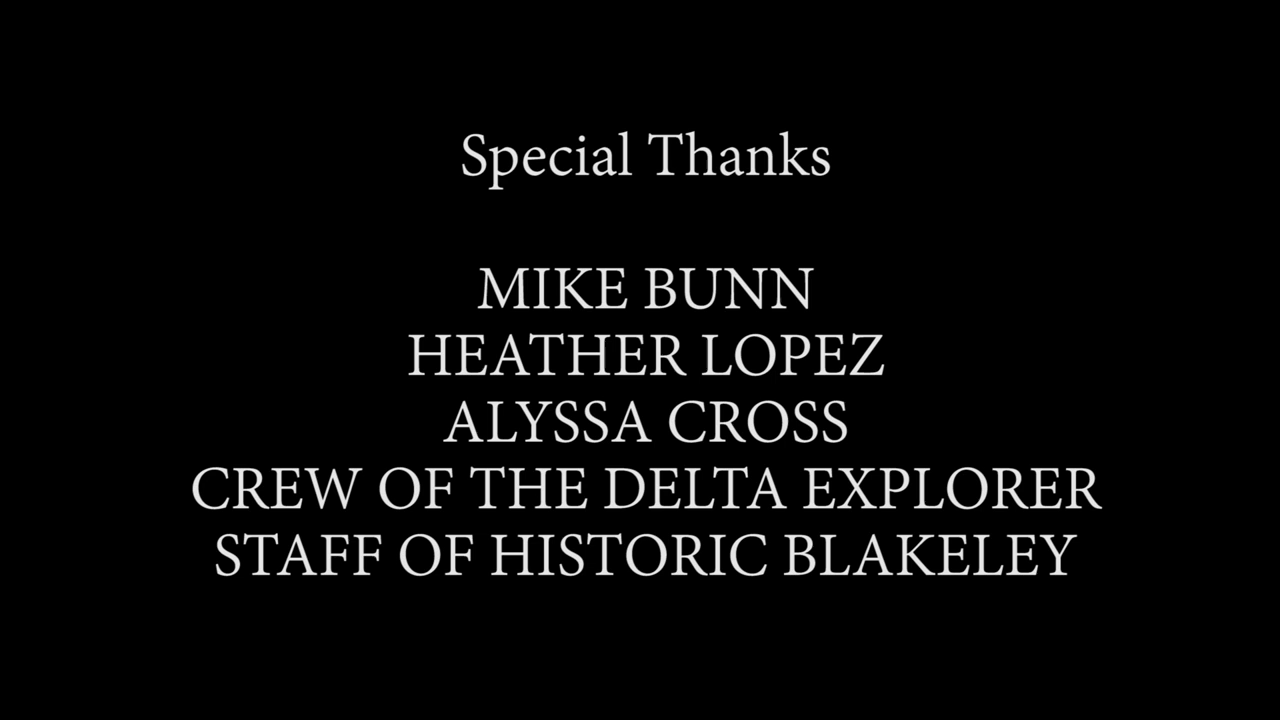 Special Thanks
MIKE BUNN
HEATHER LOPEZ
ALYSSA CROSS
CREW OF THE DELTA EXPLORER
STAFF OF HISTORIC BLAKELEY